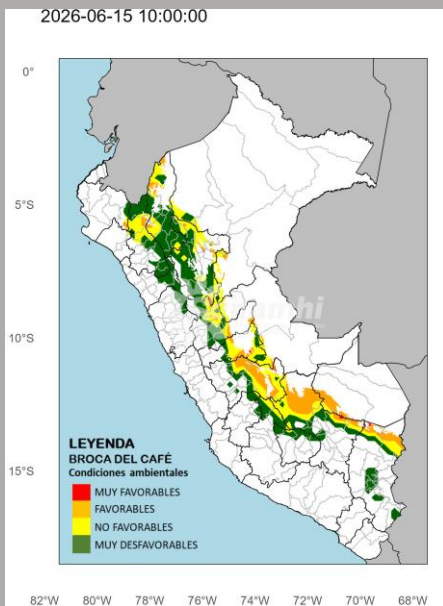 2026-06-15 10:00:00
0°
5°S
10°S
15°S
LEYENDA
BROCA DEL CAFÉ
Condiciones ambientales
MUY FAVORABLES
FAVORABLES
NO FAVORABLES
MUY DESFAVORABLES
82°W 80°W 78°W 76°W 74°W 72°W 70°W 68°W